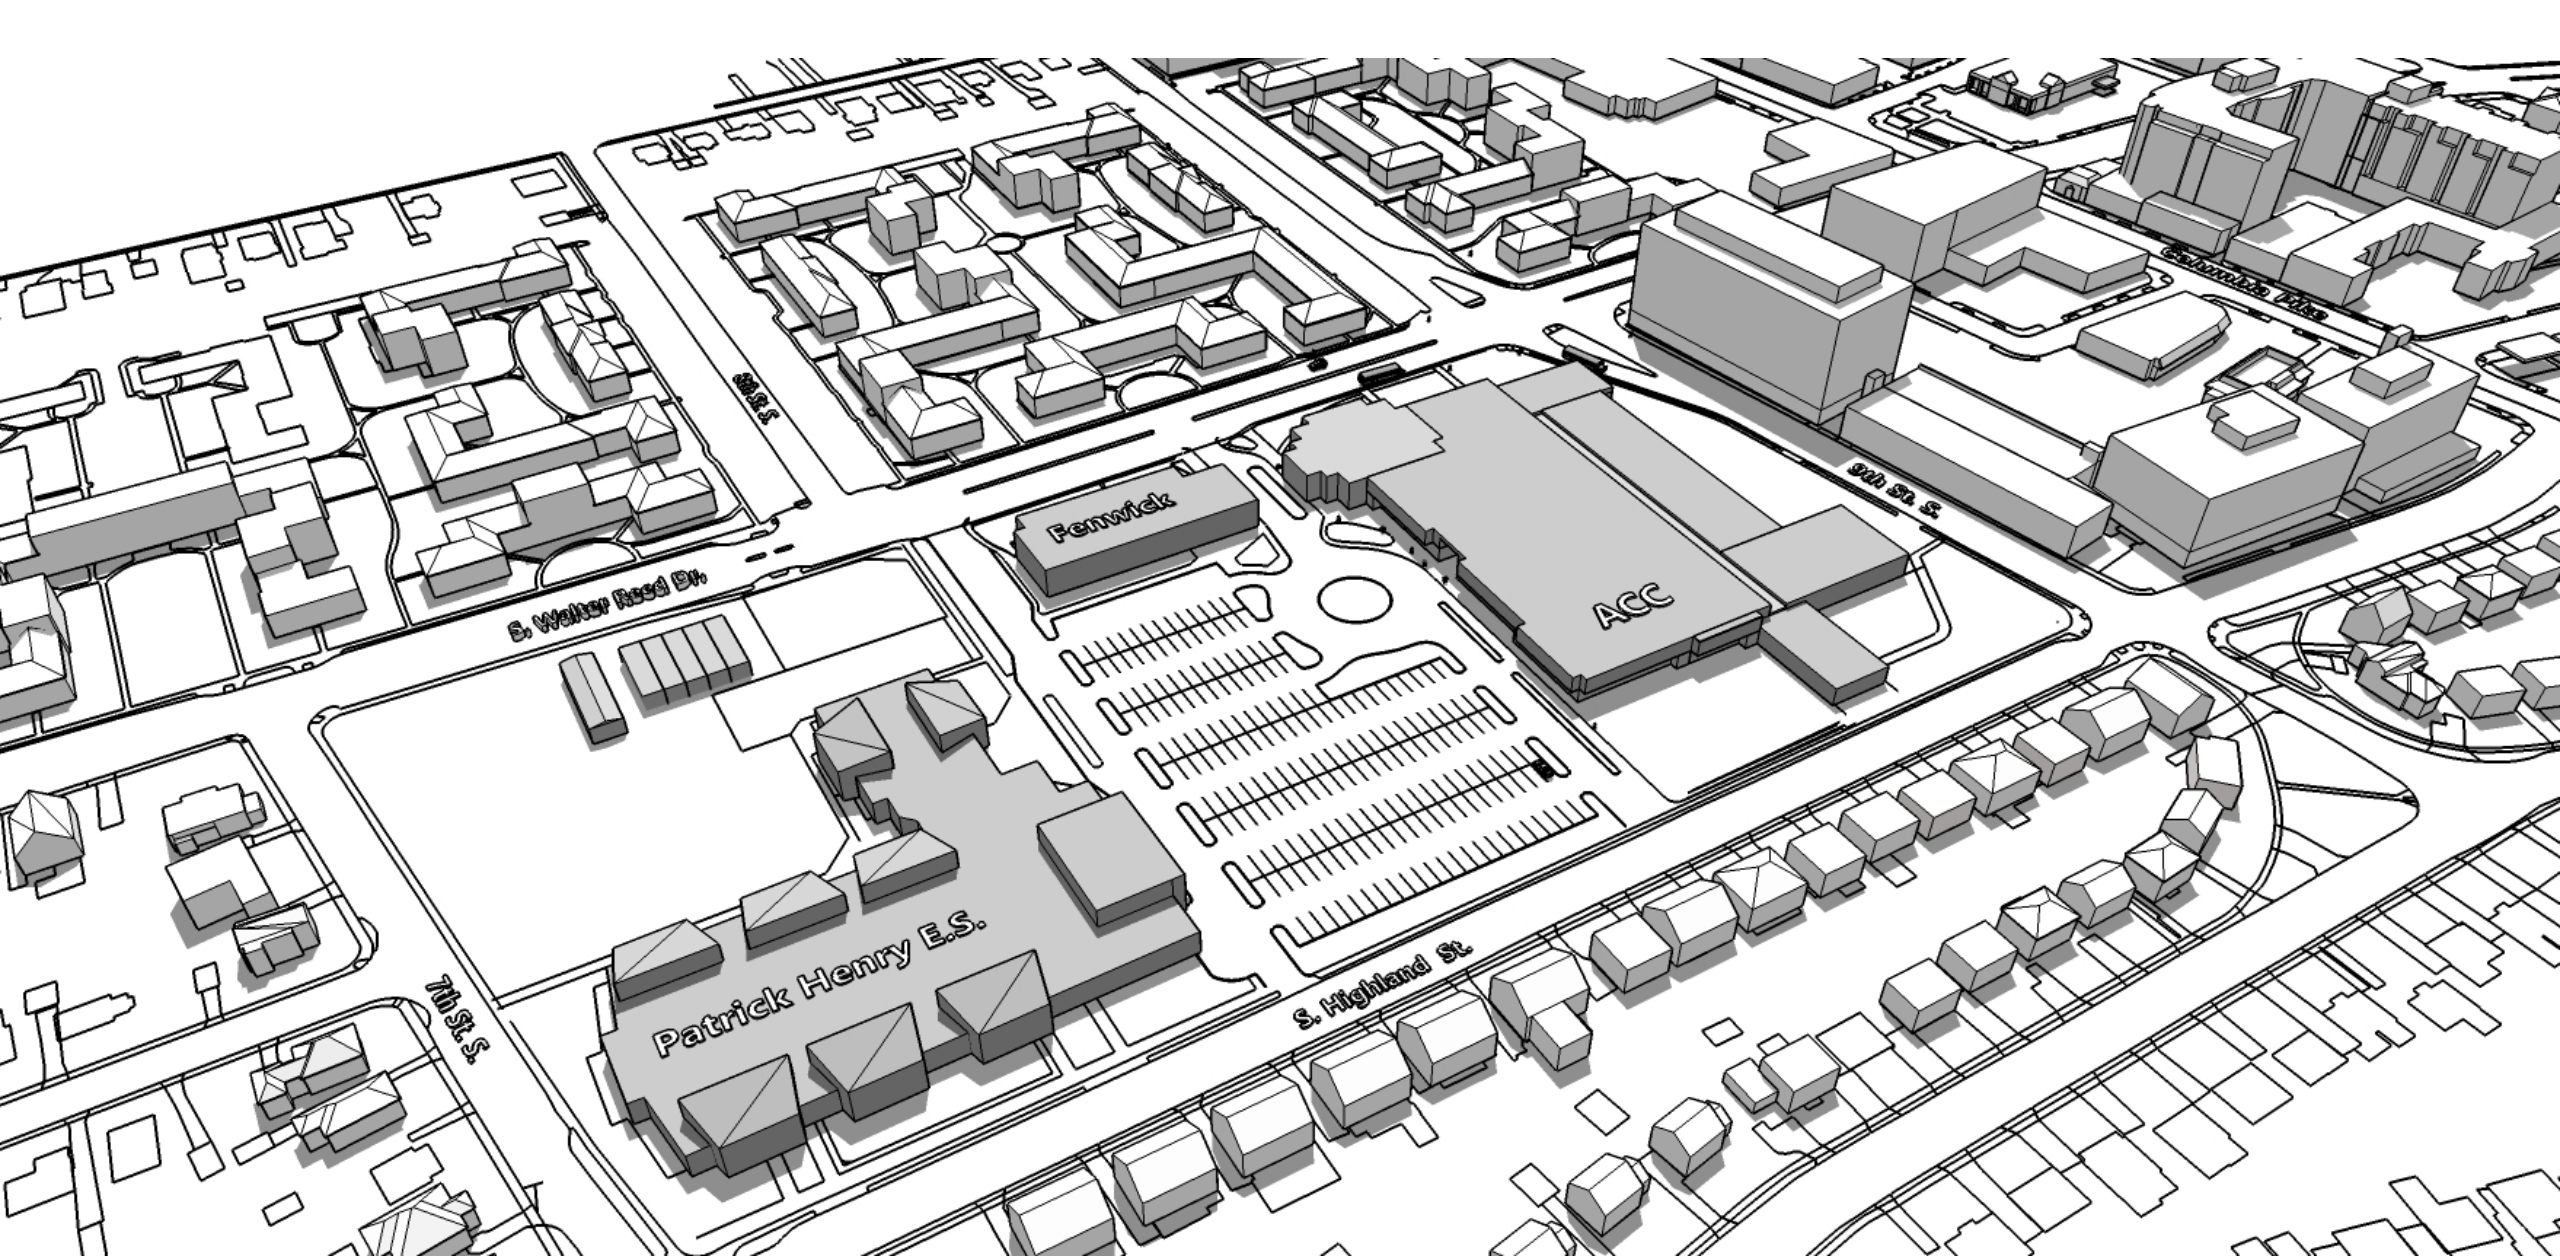 Columbia Pike
8th St. S.
9th St. S.
Fenwick
S. Walter Reed Dr.
ACC
Patrick Henry E.S.
S. Highland St.
7th St. S.